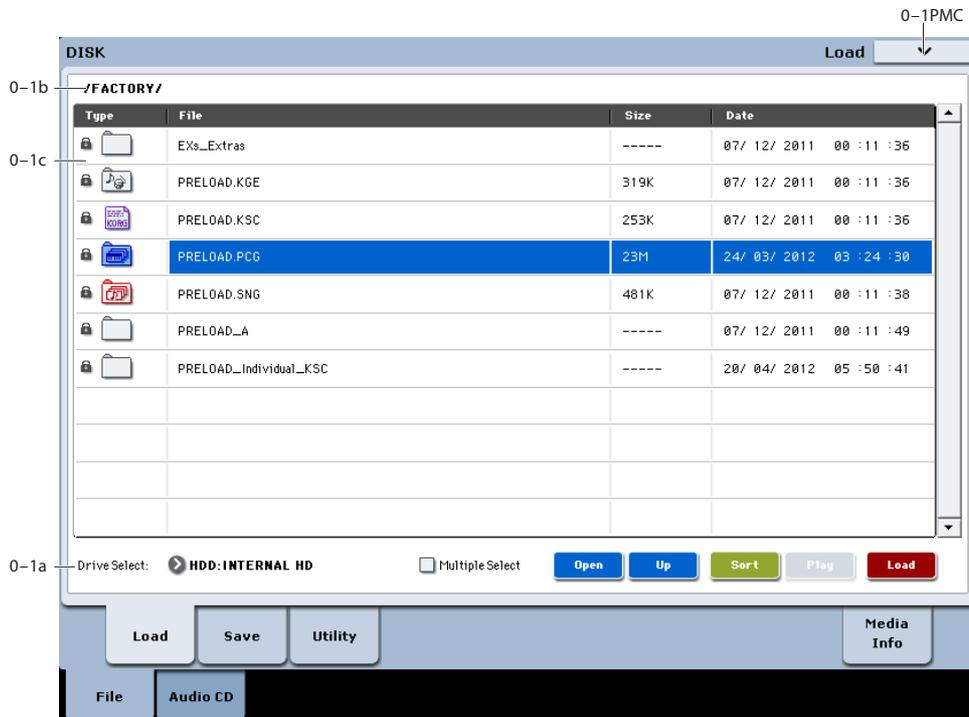 0–1PMC
DISK Load
0–1b /FACTORY/
Type File Size Date
EXs_Extras ----- 07/ 12/ 2011 00 :11 :36
0–1c
PRELOAD.KGE 319K 07/ 12/ 2011 00 :11 :36
KORG PRELOAD.KSC 253K 07/ 12/ 2011 00 :11 :36
PRELOAD.PCG 23M 24/ 03/ 2012 03 :24 :30
PRELOAD.SNG 481K 07/ 12/ 2011 00 :11 :38
PRELOAD_A ----- 07/ 12/ 2011 00 :11 :49
PRELOAD_Individual_KSC ----- 20/ 04/ 2012 05 :50 :41
0–1a Drive Select: HDD:INTERNAL HD Multiple Select Open Up Sort Play Load
Load Save Utility Media
Info
File Audio CD